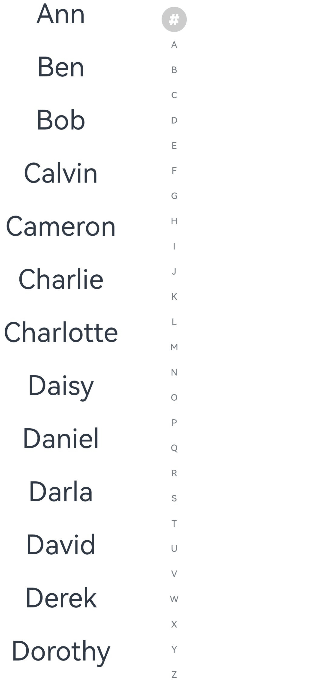 Ann
Ben
Bob
Calvin
Cameron
Charlie
Charlotte
Daisy
Daniel
Darla
David
Derek
Dorothy
#
A
B
C
D
E
F
G
H
I
J
K
L
M
N
O
P
Q
R
S
T
U
V
W
X
Y
Z